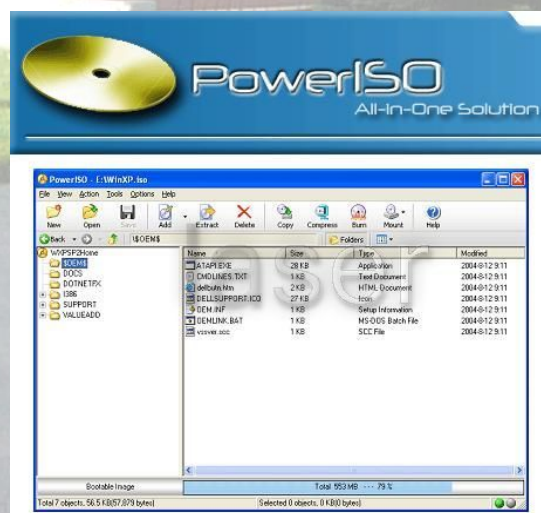 PowerISO
All-In-One Solution
PowerISO - E:\WinXP.iso
File View Action Tools Options Help
New Open Save Add Extract Delete Copy Compress Burn Mount Help
Back \$OEM$ Folders
WXPSP2HOEM
$OEM$
DOCS
DOTNETFX
I386
SUPPORT
VALUEADD
Name Size Type Modified
ATAPI.EXE 28 KB Application 2004-8-12 9:11
CMDLINES.TXT 1 KB Text Document 2004-8-12 9:11
dellbutn.htm 2 KB HTML Document 2004-8-12 9:11
DELLSUPPORT.ICO 27 KB Icon 2004-8-12 9:11
OEM.INF 1 KB Setup Information 2004-8-12 9:11
OEMLINK.BAT 1 KB MS-DOS Batch File 2004-8-12 9:11
vssver.scc 1 KB SCC File 2004-8-12 9:11
laser
Bootable Image Total 553 MB --- 79 %
Total 7 objects, 56.5 KB(57,879 bytes) Selected 0 objects, 0 KB(0 bytes)